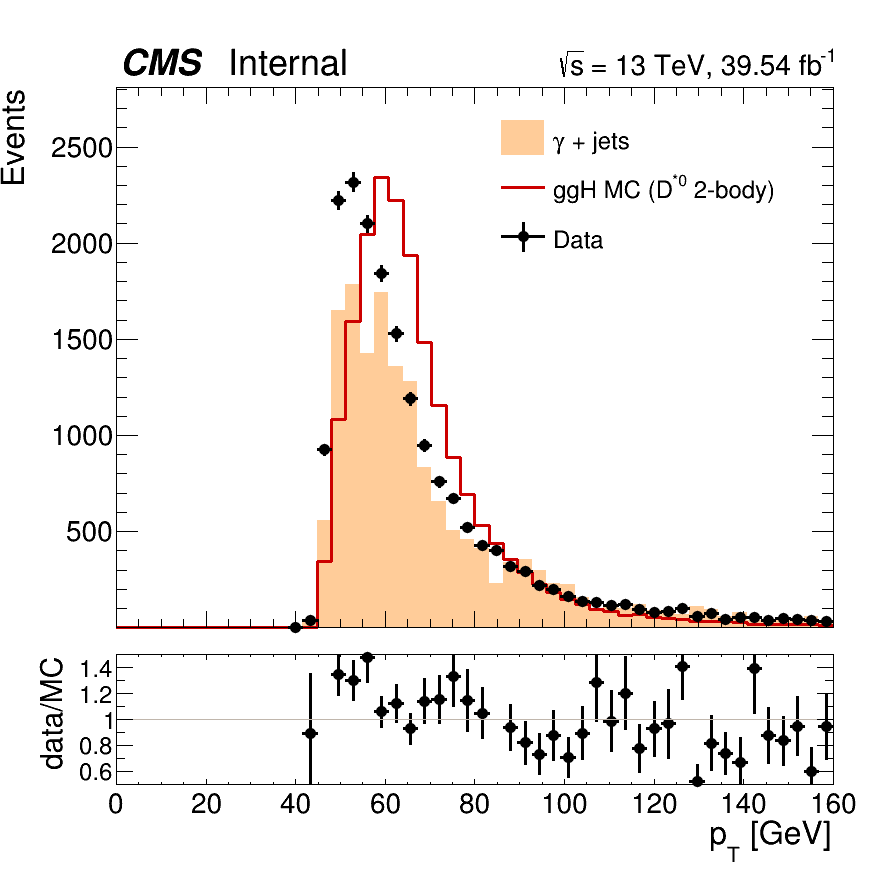 CMS Internal
√s = 13 TeV, 39.54 fb⁻¹
Events
2500
2000
1500
1000
500
γ + jets
ggH MC (D*⁰ 2-body)
Data
data/MC
1.4
1.2
1
0.8
0.6
0 20 40 60 80 100 120 140 160
p_T [GeV]